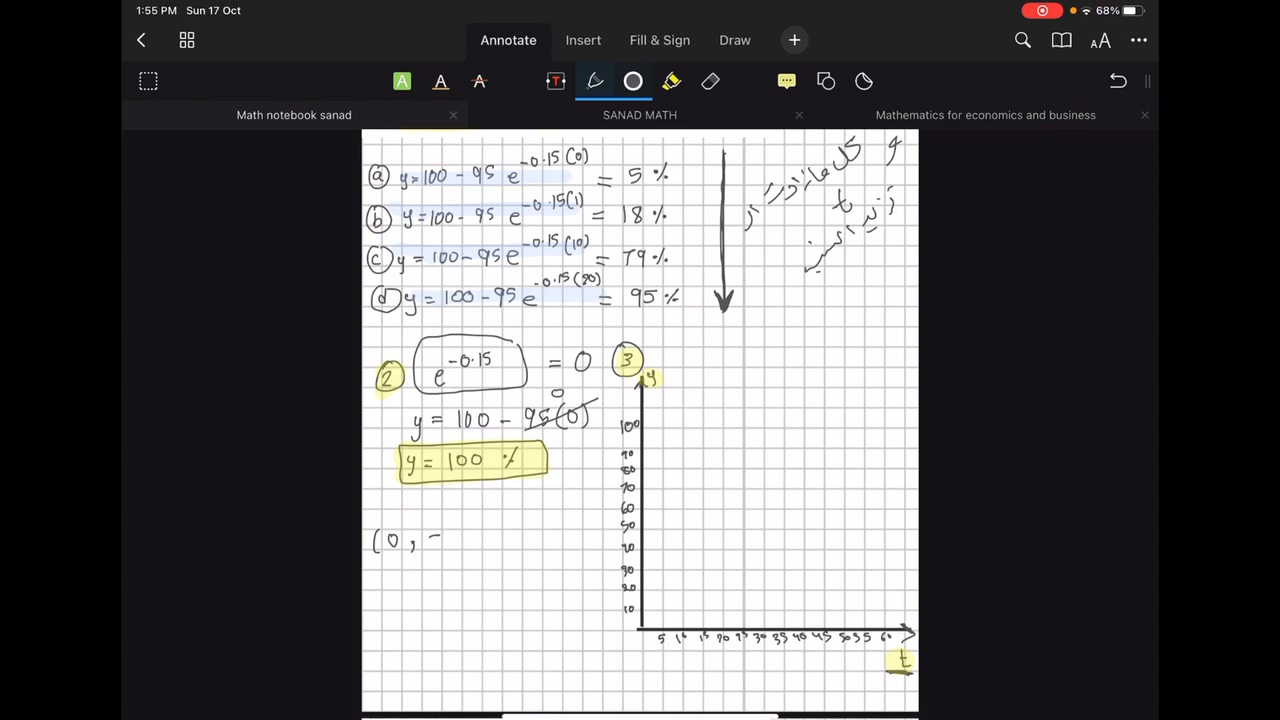 1:55 PM Sun 17 Oct
68%
Annotate Insert Fill & Sign Draw
Math notebook sanad
SANAD MATH
Mathematics for economics and business
و كل ما تزود
t
ⓐ y=100 - 95 e^-0.15(0) = 5 %
ⓑ y=100 - 95 e^-0.15(1) = 18 %
ⓒ y = 100 - 95 e^-0.15(10) = 79 %
ⓓ y = 100 - 95 e^-0.15(20) = 95 %
② e^-0.15 = 0
0
y = 100 - 95(0)
y = 100 %
(0, -
③
y
100
90
80
70
60
50
40
30
20
10
5 10 15 20 25 30 35 40 45 50 55 60
t